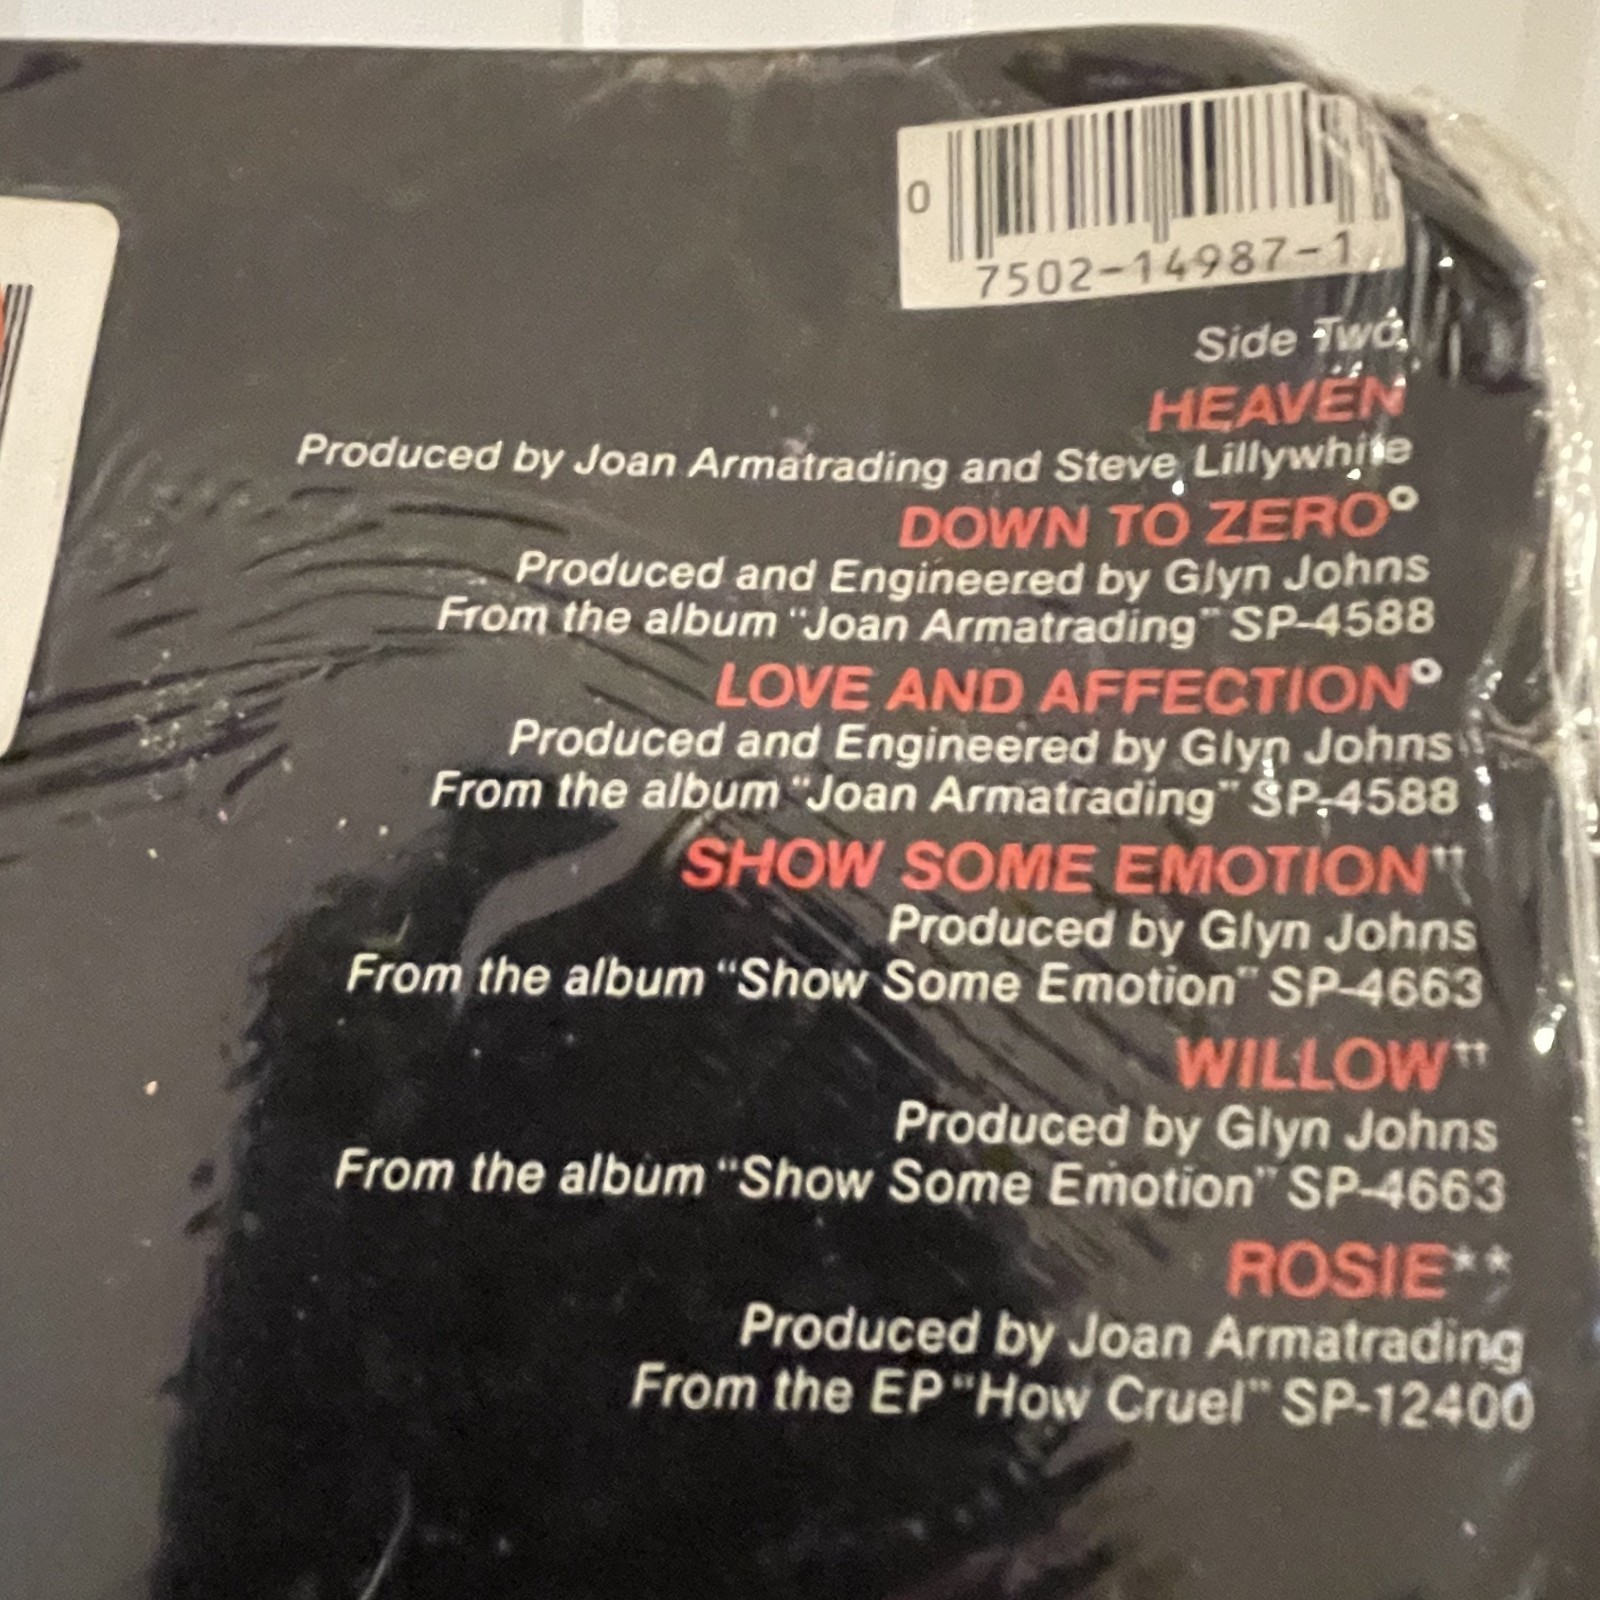 0
7502-14987-1
Side Two
HEAVEN
Produced by Joan Armatrading and Steve Lillywhite
DOWN TO ZERO°
Produced and Engineered by Glyn Johns
From the album "Joan Armatrading" SP-4588
LOVE AND AFFECTION°
Produced and Engineered by Glyn Johns
From the album "Joan Armatrading" SP-4588
SHOW SOME EMOTION††
Produced by Glyn Johns
From the album "Show Some Emotion" SP-4663
WILLOW††
Produced by Glyn Johns
From the album "Show Some Emotion" SP-4663
ROSIE**
Produced by Joan Armatrading
From the EP "How Cruel" SP-12400